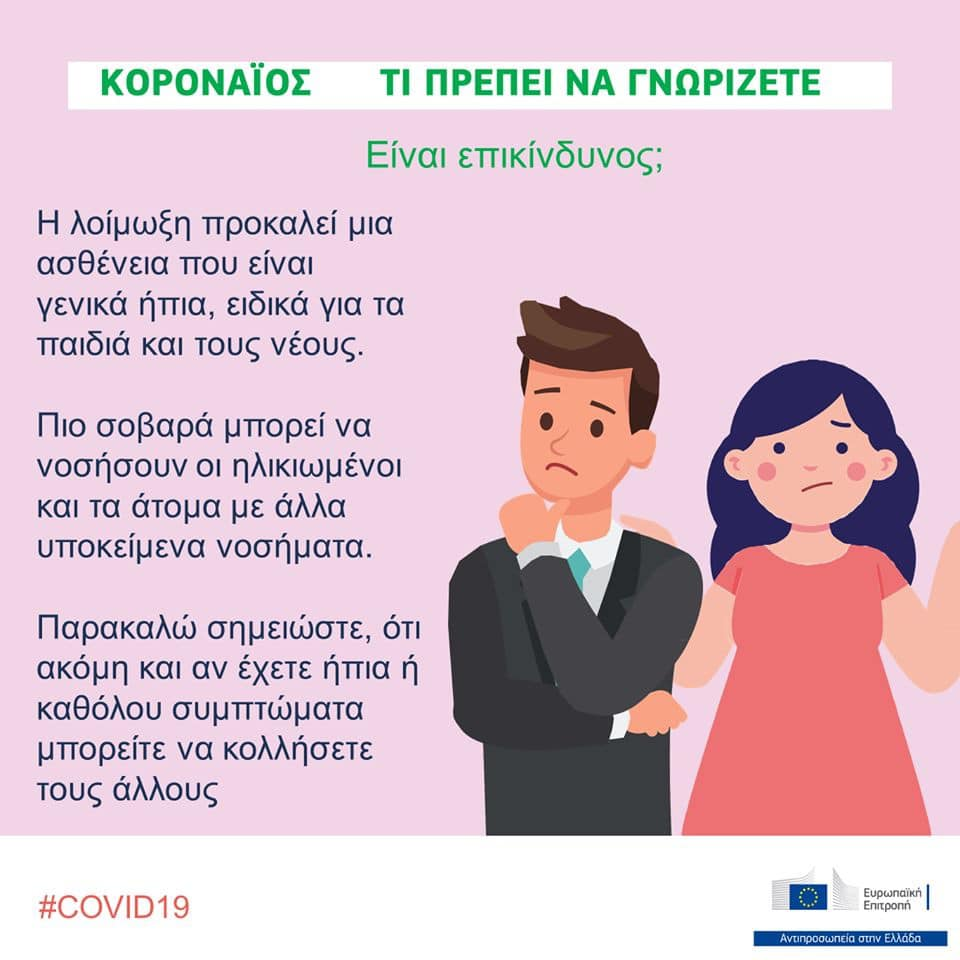 ΚΟΡΟΝΑΪΟΣ ΤΙ ΠΡΕΠΕΙ ΝΑ ΓΝΩΡΙΖΕΤΕ
Είναι επικίνδυνος;
Η λοίμωξη προκαλεί μια
ασθένεια που είναι
γενικά ήπια, ειδικά για τα
παιδιά και τους νέους.
Πιο σοβαρά μπορεί να
νοσήσουν οι ηλικιωμένοι
και τα άτομα με άλλα
υποκείμενα νοσήματα.
Παρακαλώ σημειώστε, ότι
ακόμη και αν έχετε ήπια ή
καθόλου συμπτώματα
μπορείτε να κολλήσετε
τους άλλους
#COVID19
Ευρωπαϊκή
Επιτροπή
Αντιπροσωπεία στην Ελλάδα